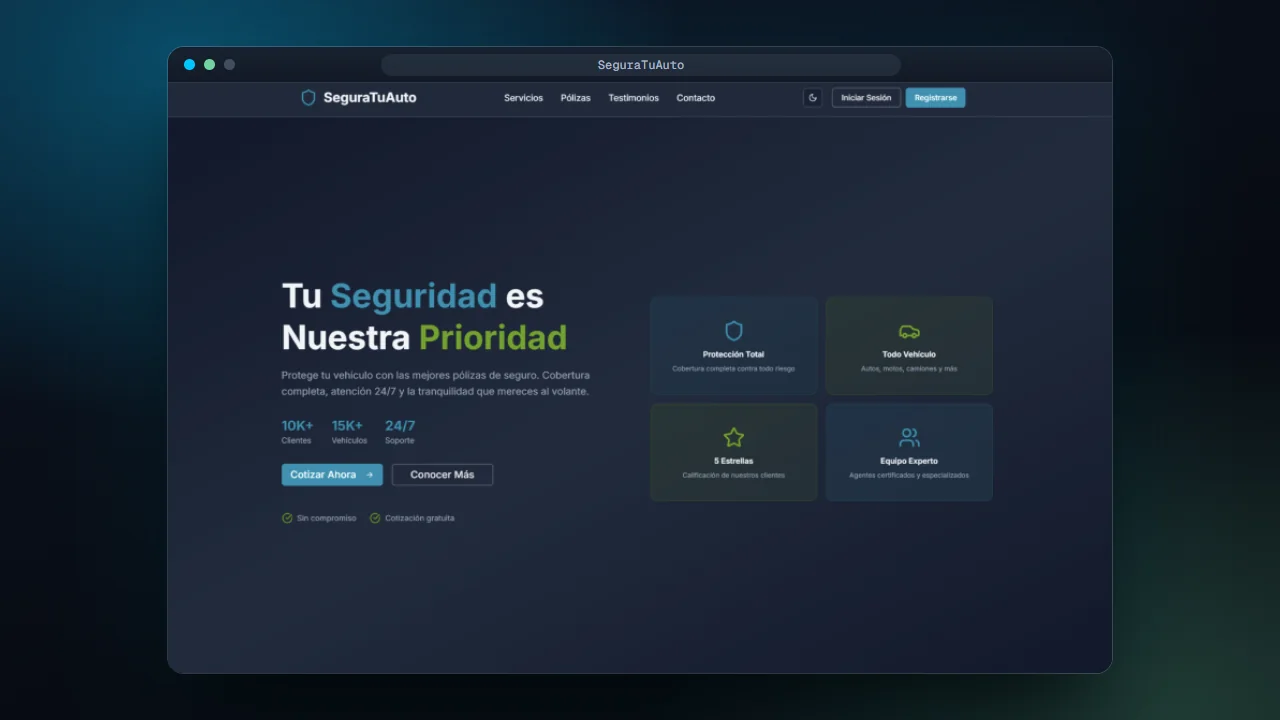 SeguraTuAuto
SeguraTuAuto
Servicios
Pólizas
Testimonios
Contacto
Iniciar Sesión
Registrarse
Tu Seguridad es
Nuestra Prioridad
Protege tu vehículo con las mejores pólizas de seguro. Cobertura
completa, atención 24/7 y la tranquilidad que mereces al volante.
10K+
Clientes
15K+
Vehículos
24/7
Soporte
Cotizar Ahora →
Conocer Más
Sin compromiso
Cotización gratuita
Protección Total
Cobertura completa contra todo riesgo
Todo Vehículo
Autos, motos, camiones y más
5 Estrellas
Calificación de nuestros clientes
Equipo Experto
Agentes certificados y especializados